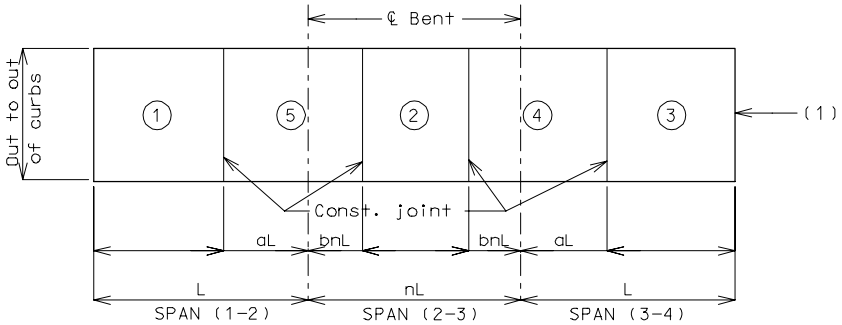 ℄ Bent
Out to out
of curbs
1 5 2 4 3 (1)
Const. joint
aL bnL bnL aL
L nL L
SPAN (1-2) SPAN (2-3) SPAN (3-4)